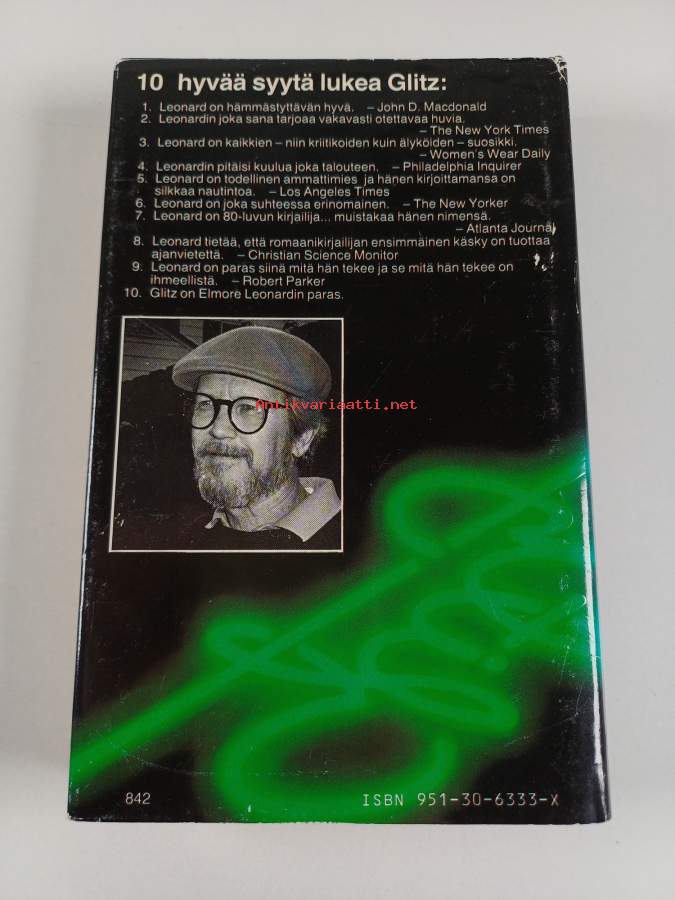 10 hyvää syytä lukea Glitz:
1. Leonard on hämmästyttävän hyvä. – John D. Macdonald
2. Leonardin joka sana tarjoaa vakavasti otettavaa huvia.
– The New York Times
3. Leonard on kaikkien – niin kriitikoiden kuin älyköiden – suosikki.
– Women's Wear Daily
4. Leonardin pitäisi kuulua joka talouteen. – Philadelphia Inquirer
5. Leonard on todellinen ammattimies ja hänen kirjoittamansa on
silkkaa nautintoa. – Los Angeles Times
6. Leonard on joka suhteessa erinomainen. – The New Yorker
7. Leonard on 80-luvun kirjailija... muistakaa hänen nimensä.
– Atlanta Journal
8. Leonard tietää, että romaanikirjailijan ensimmäinen käsky on tuottaa
ajanvietettä. – Christian Science Monitor
9. Leonard on paras siinä mitä hän tekee ja se mitä hän tekee on
ihmeellistä. – Robert Parker
10. Glitz on Elmore Leonardin paras.
Antikvariaatti.net
842
ISBN 951-30-6333-X